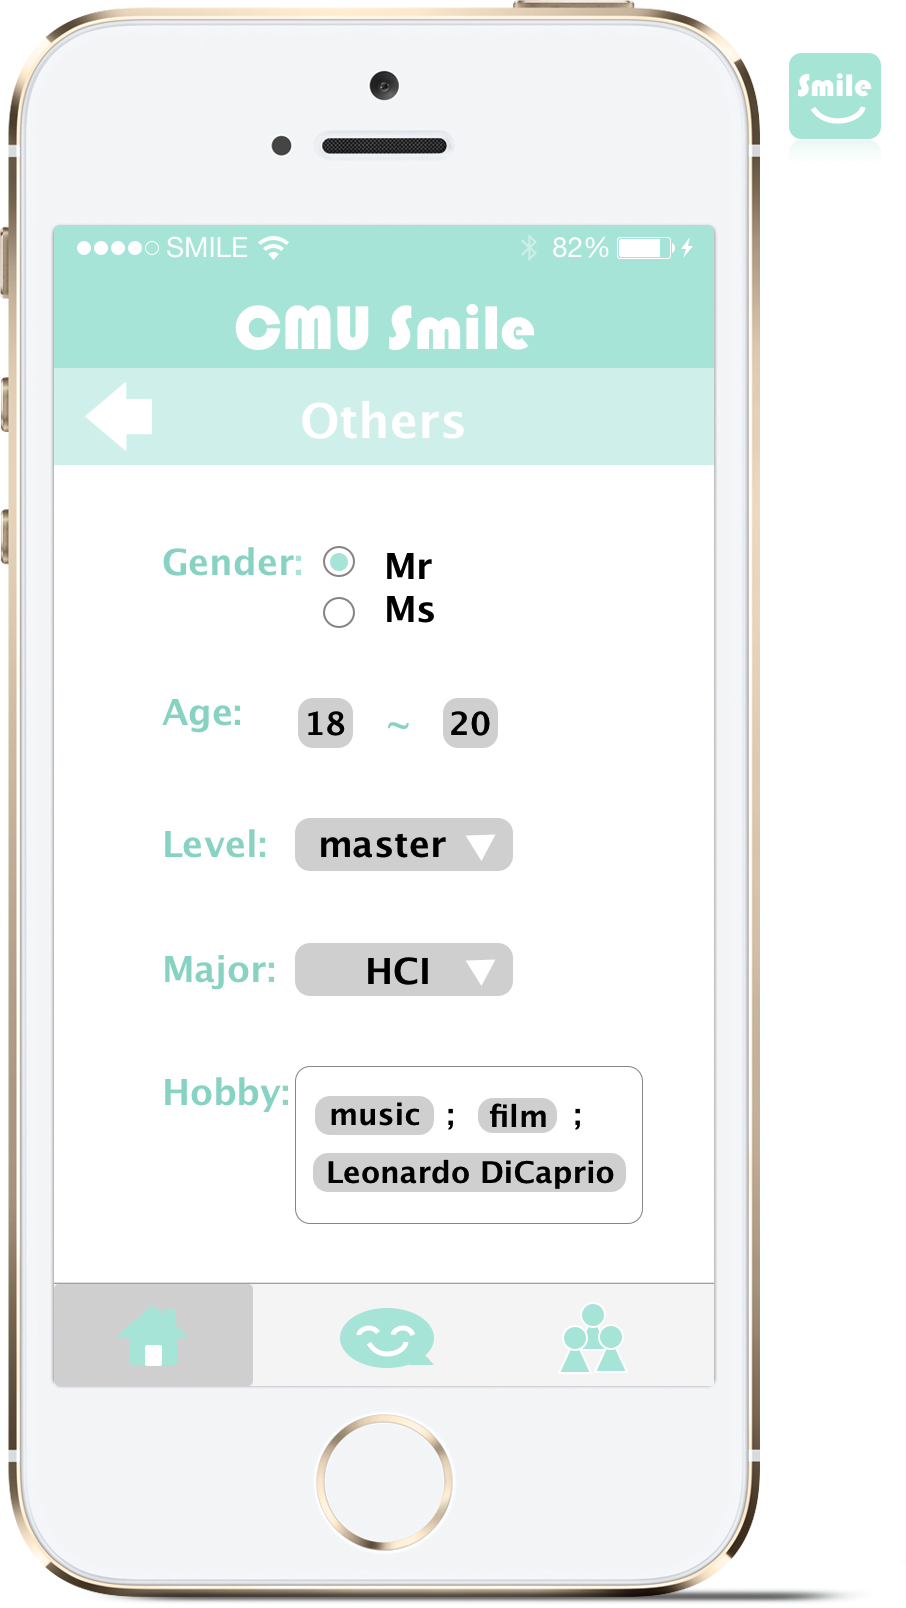 Smile
SMILE 82%
CMU Smile
Others
Gender: Mr
Ms
Age: 18 ~ 20
Level: master
Major: HCI
Hobby: music ; film ;
Leonardo DiCaprio